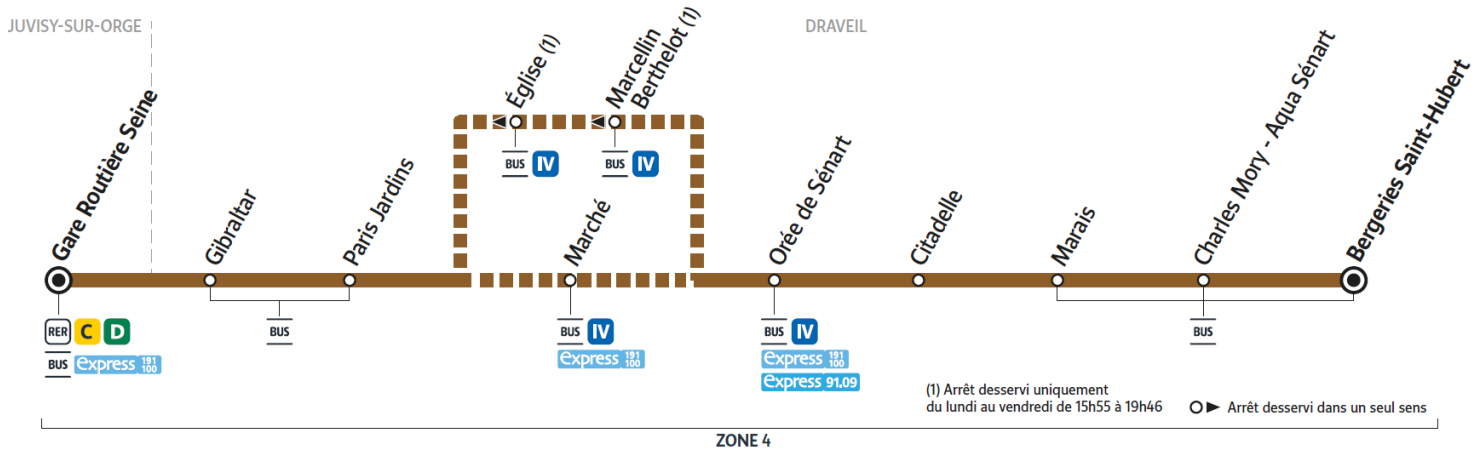 JUVISY-SUR-ORGE
DRAVEIL
Gare Routière Seine
Gibraltar
Paris Jardins
Église (1)
Marcellin
Berthelot (1)
Marché
Orée de Sénart
Citadelle
Marais
Charles Mory - Aqua Sénart
Bergeries Saint-Hubert
BUS IV
BUS IV
RER C D
BUS express 191 100
BUS
BUS IV
express 191 100
BUS IV
express 191 100
express 91.09
BUS
(1) Arrêt desservi uniquement
du lundi au vendredi de 15h55 à 19h46
Arrêt desservi dans un seul sens
ZONE 4